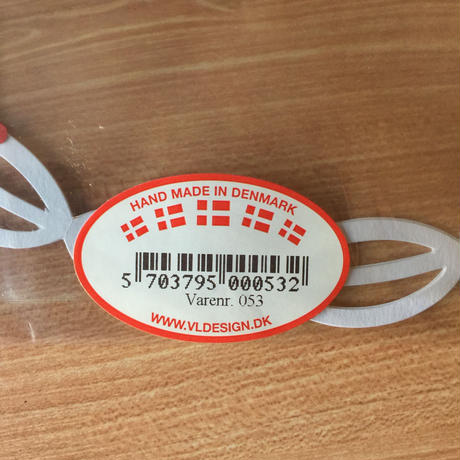 HAND MADE IN DENMARK
5 703795 000532
Varenr. 053
WWW.VLDESIGN.DK